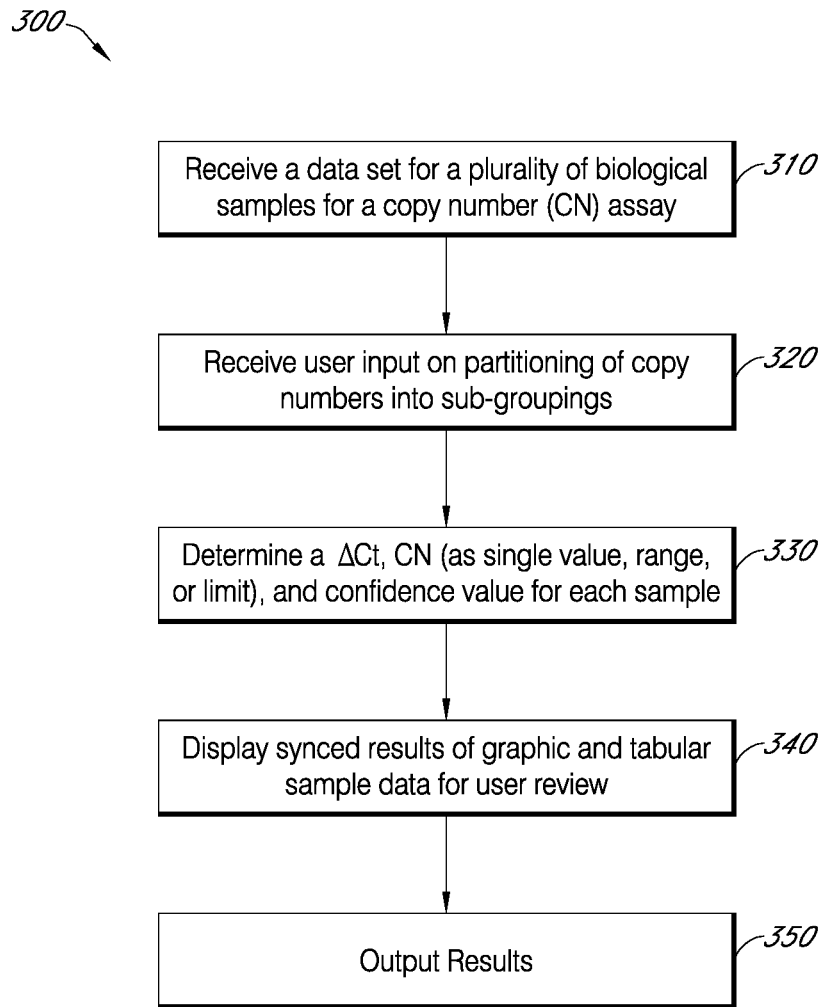 300
Receive a data set for a plurality of biological
samples for a copy number (CN) assay
310
Receive user input on partitioning of copy
numbers into sub-groupings
320
Determine a ΔCt, CN (as single value, range,
or limit), and confidence value for each sample
330
Display synced results of graphic and tabular
sample data for user review
340
Output Results
350